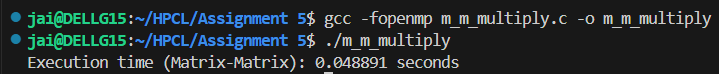 jai@DELLG15:~/HPCL/Assignment 5$ gcc -fopenmp m_m_multiply.c -o m_m_multiply
jai@DELLG15:~/HPCL/Assignment 5$ ./m_m_multiply
Execution time (Matrix-Matrix): 0.048891 seconds